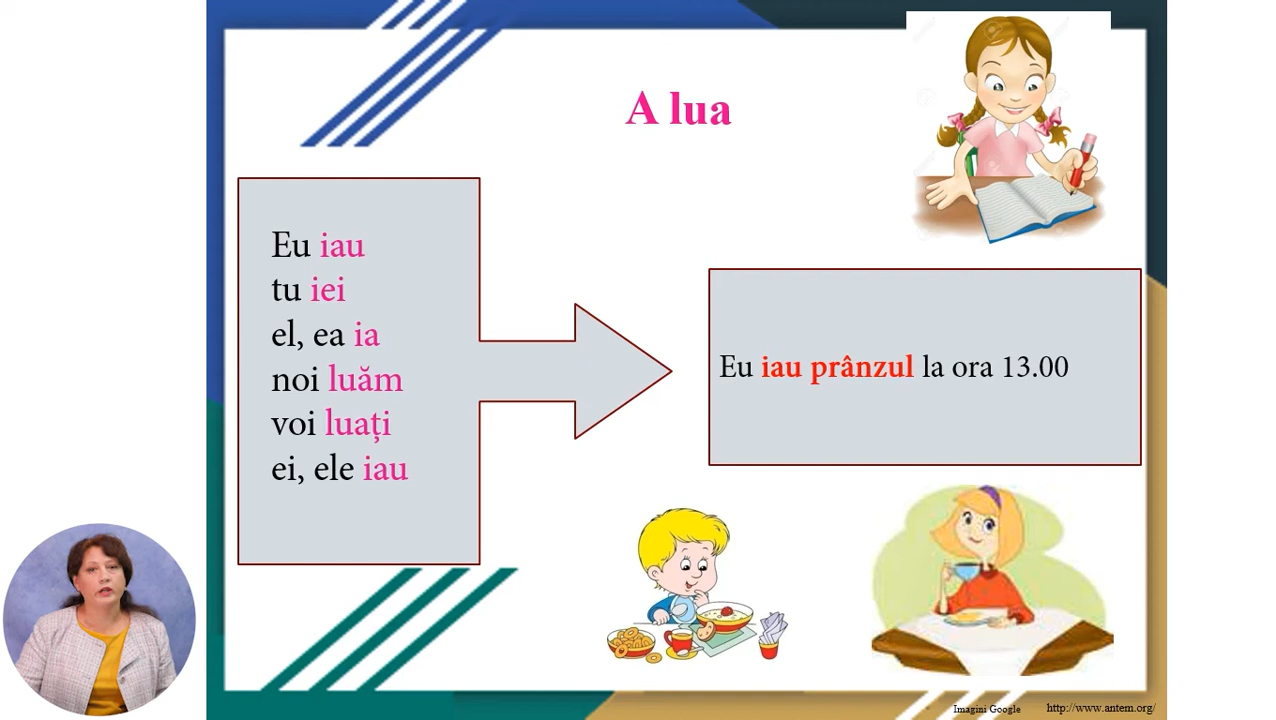 A lua
Eu iau
tu iei
el, ea ia
noi luăm
voi luați
ei, ele iau
Eu iau prânzul la ora 13.00
Imagini Google
http://www.antem.org/